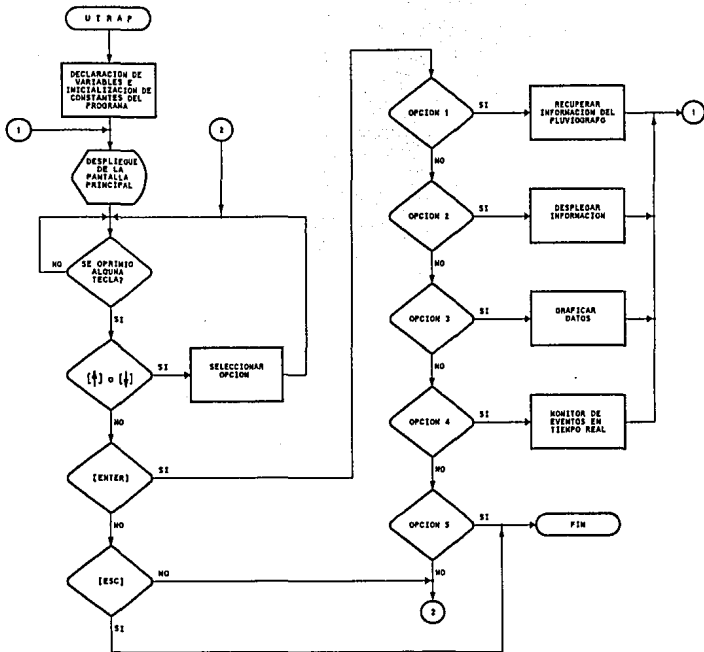 U T R A P
DECLARACION DE
VARIABLES E
INICIALIZACION DE
CONSTANTES DEL
PROGRAMA
1
2
DESPLIEGUE
DE LA
PANTALLA
PRINCIPAL
SE OPRIMIO
ALGUNA
TECLA?
NO
SI
[↑] o [↓]
SI
SELECCIONAR
OPCION
NO
[ENTER]
SI
NO
[ESC]
NO
SI
OPCION 1
SI
RECUPERAR
INFORMACION DEL
PLUVIOGRAFO
1
NO
OPCION 2
SI
DESPLEGAR
INFORMACION
NO
OPCION 3
SI
GRAFICAR
DATOS
NO
OPCION 4
SI
MONITOR DE
EVENTOS EN
TIEMPO REAL
NO
OPCION 5
SI
FIN
NO
2